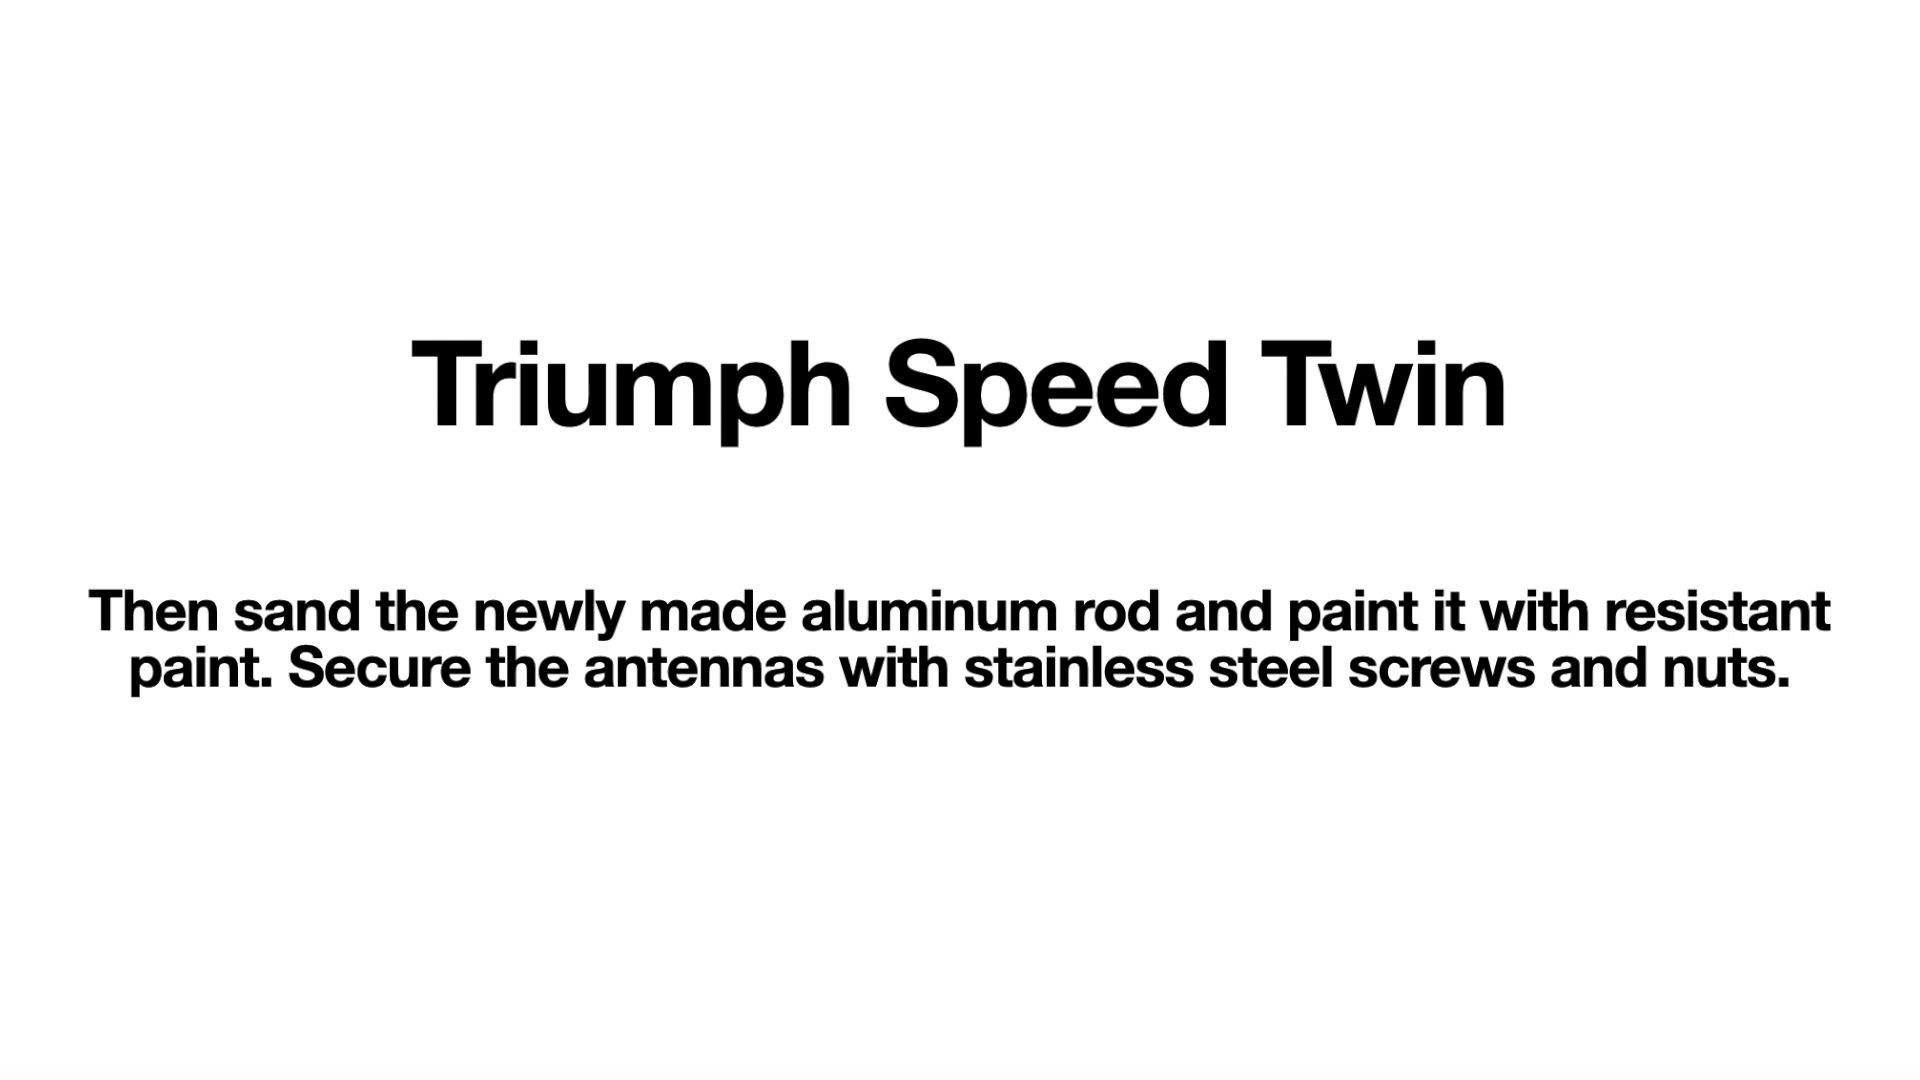 Triumph Speed Twin
Then sand the newly made aluminum rod and paint it with resistant
paint. Secure the antennas with stainless steel screws and nuts.